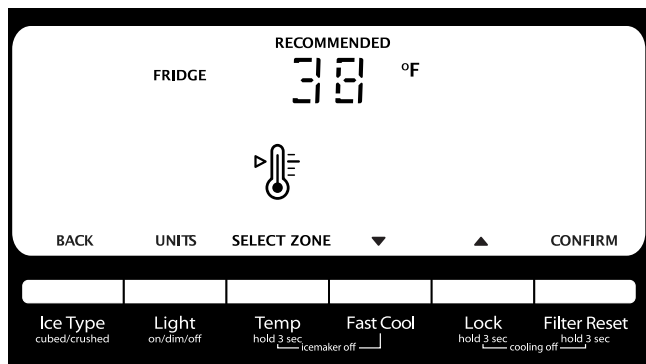 RECOMMENDED
FRIDGE 38 °F
BACK UNITS SELECT ZONE ▼ ▲ CONFIRM
Ice Type Light Temp Fast Cool Lock Filter Reset
cubed/crushed on/dim/off hold 3 sec hold 3 sec hold 3 sec
icemaker off cooling off